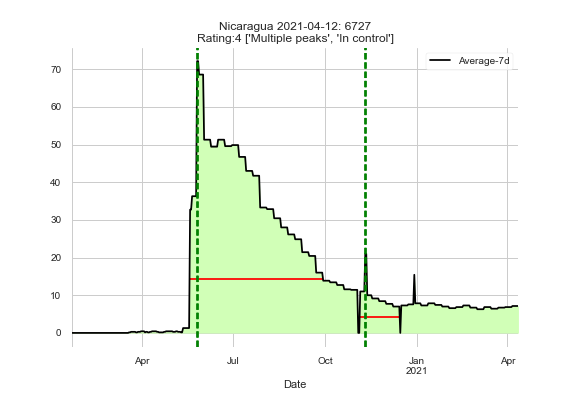 Nicaragua 2021-04-12: 6727
Rating:4 ['Multiple peaks', 'In control']
Average-7d
70
60
50
40
30
20
10
0
Apr
Jul
Oct
Jan
2021
Apr
Date